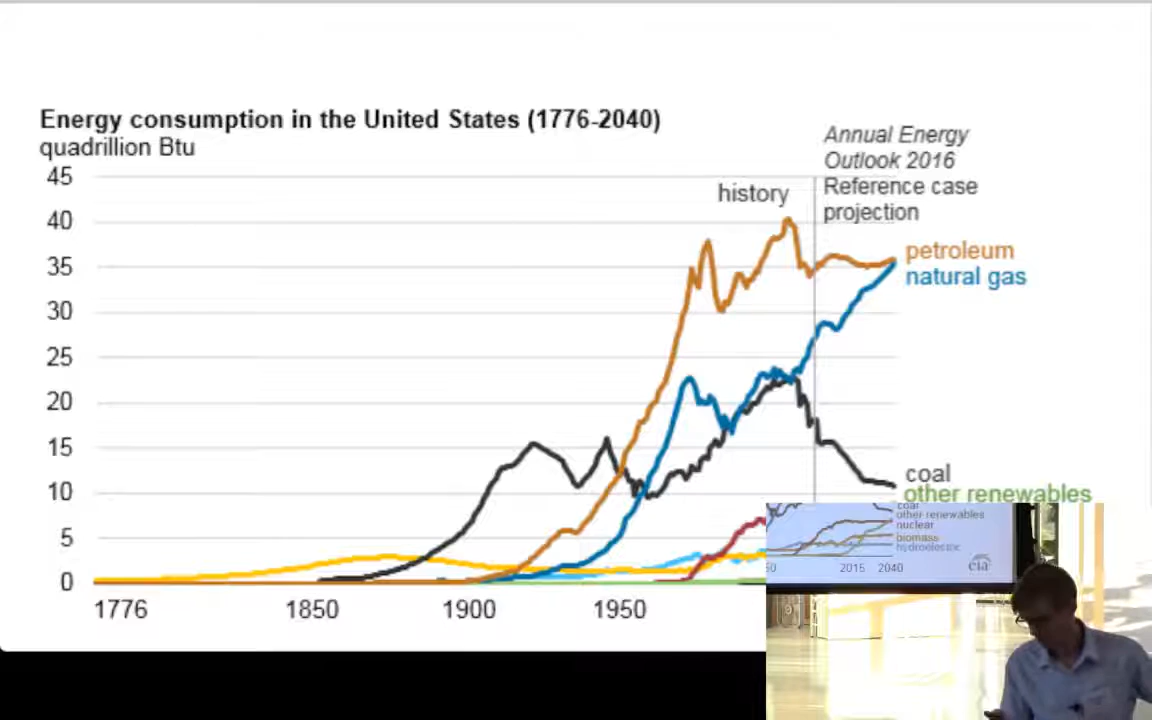 Energy consumption in the United States (1776-2040)
quadrillion Btu
Annual Energy
Outlook 2016
Reference case
projection
history
45
40
35
30
25
20
15
10
5
0
petroleum
natural gas
coal
other renewables
1776
1850
1900
1950
coal
other renewables
nuclear
biomass
hydroelectric
2015
2040
eia